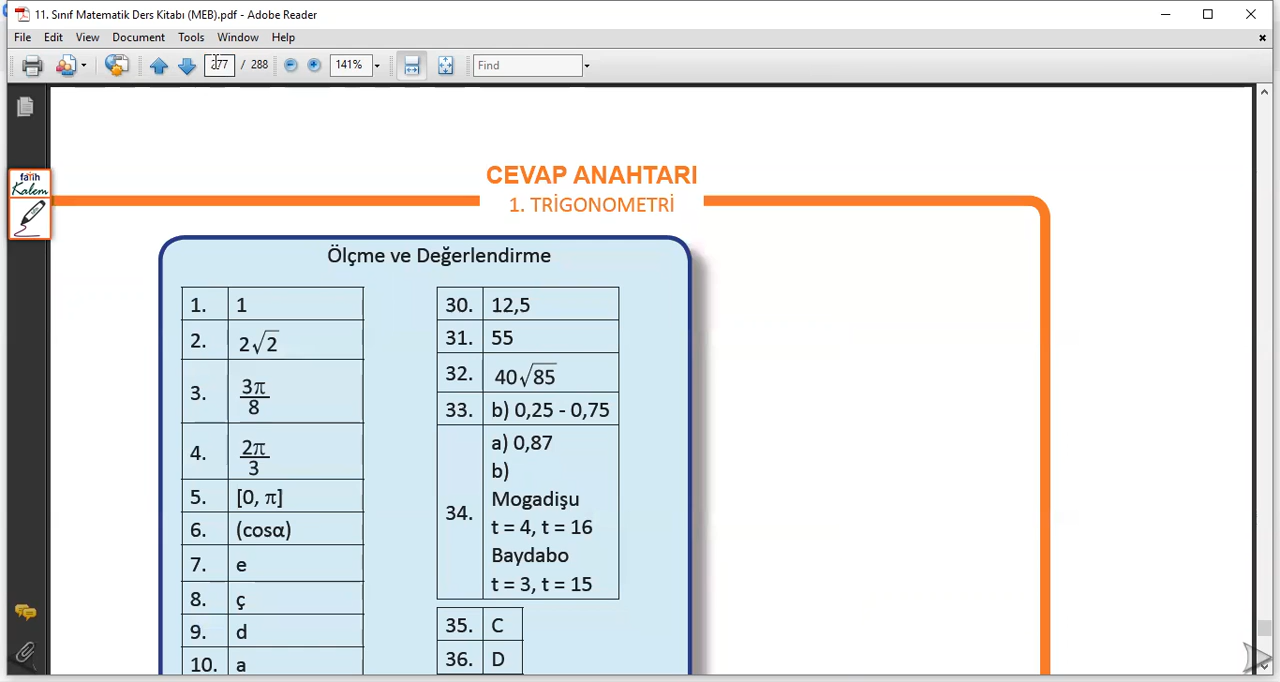 11. Sınıf Matematik Ders Kitabı (MEB).pdf - Adobe Reader
File Edit View Document Tools Window Help
277 / 288 141% Find
fatih
Kalem
CEVAP ANAHTARI
1. TRİGONOMETRİ
Ölçme ve Değerlendirme
1. 1
2. 2√2
3. 3π/8
4. 2π/3
5. [0, π]
6. (cosα)
7. e
8. ç
9. d
10. a
30. 12,5
31. 55
32. 40√85
33. b) 0,25 - 0,75
34. a) 0,87
b)
Mogadişu
t = 4, t = 16
Baydabo
t = 3, t = 15
35. C
36. D